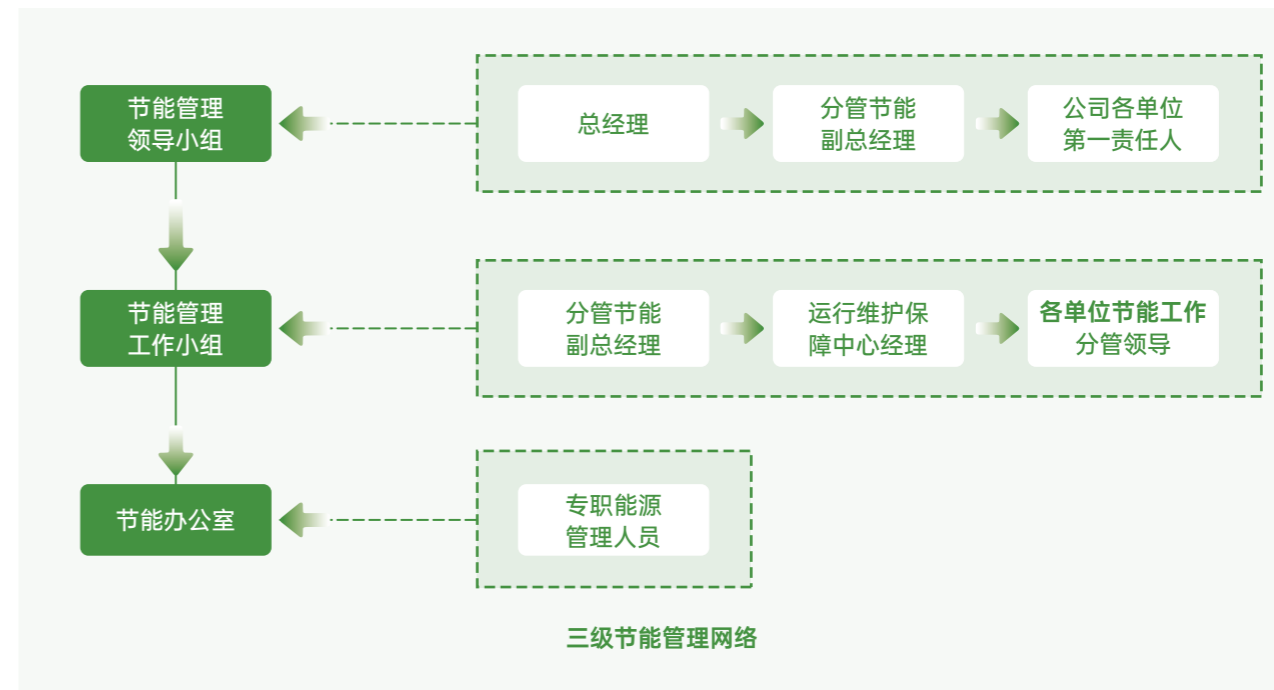 节能管理
领导小组
总经理
分管节能
副总经理
公司各单位
第一责任人
节能管理
工作小组
分管节能
副总经理
运行维护保
障中心经理
各单位节能工作
分管领导
节能办公室
专职能源
管理人员
三级节能管理网络